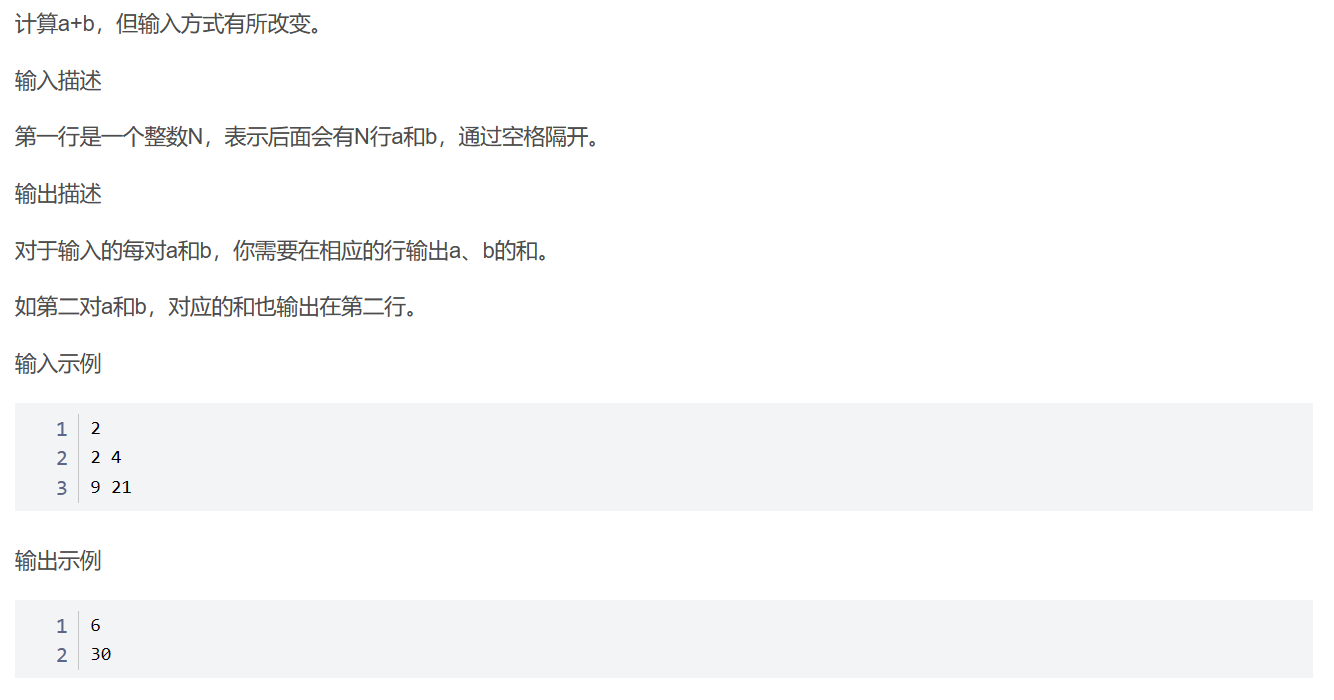 计算a+b，但输入方式有所改变。
输入描述
第一行是一个整数N，表示后面会有N行a和b，通过空格隔开。
输出描述
对于输入的每对a和b，你需要在相应的行输出a、b的和。
如第二对a和b，对应的和也输出在第二行。
输入示例
1 2
2 2 4
3 9 21
输出示例
1 6
2 30